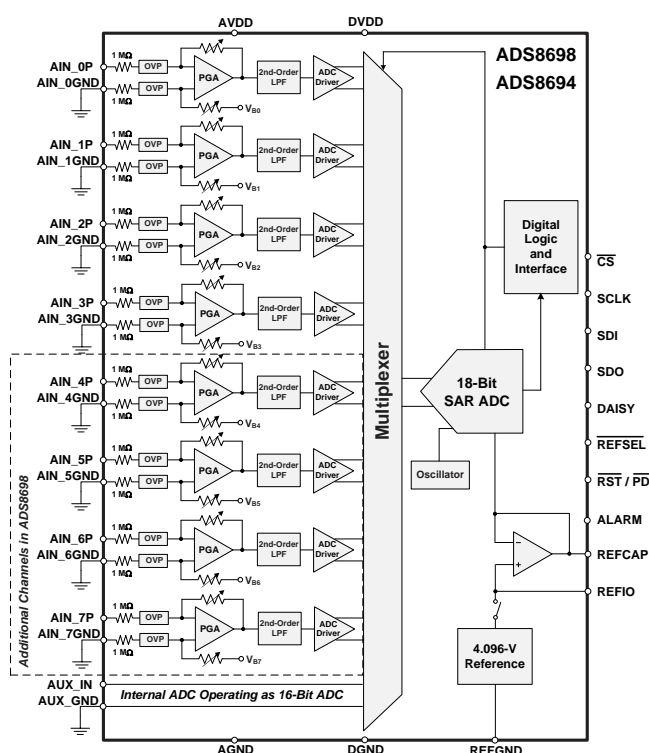 AVDD
DVDD
ADS8698
ADS8694
1 MΩ
AIN_0P
OVP
AIN_0GND
OVP
1 MΩ
PGA
2nd-Order
LPF
ADC
Driver
VB0
1 MΩ
AIN_1P
OVP
AIN_1GND
OVP
1 MΩ
PGA
2nd-Order
LPF
ADC
Driver
VB1
1 MΩ
AIN_2P
OVP
AIN_2GND
OVP
1 MΩ
PGA
2nd-Order
LPF
ADC
Driver
VB2
1 MΩ
AIN_3P
OVP
AIN_3GND
OVP
1 MΩ
PGA
2nd-Order
LPF
ADC
Driver
VB3
1 MΩ
AIN_4P
OVP
AIN_4GND
OVP
1 MΩ
PGA
2nd-Order
LPF
ADC
Driver
VB4
1 MΩ
AIN_5P
OVP
AIN_5GND
OVP
1 MΩ
PGA
2nd-Order
LPF
ADC
Driver
VB5
1 MΩ
AIN_6P
OVP
AIN_6GND
OVP
1 MΩ
PGA
2nd-Order
LPF
ADC
Driver
VB6
1 MΩ
AIN_7P
OVP
AIN_7GND
OVP
1 MΩ
PGA
2nd-Order
LPF
ADC
Driver
VB7
Additional Channels in ADS8698
AUX_IN
AUX_GND
Internal ADC Operating as 16-Bit ADC
Multiplexer
Digital
Logic
and
Interface
18-Bit
SAR ADC
Oscillator
4.096-V
Reference
CS
SCLK
SDI
SDO
DAISY
REFSEL
RST / PD
ALARM
REFCAP
REFIO
AGND
DGND
REFGND